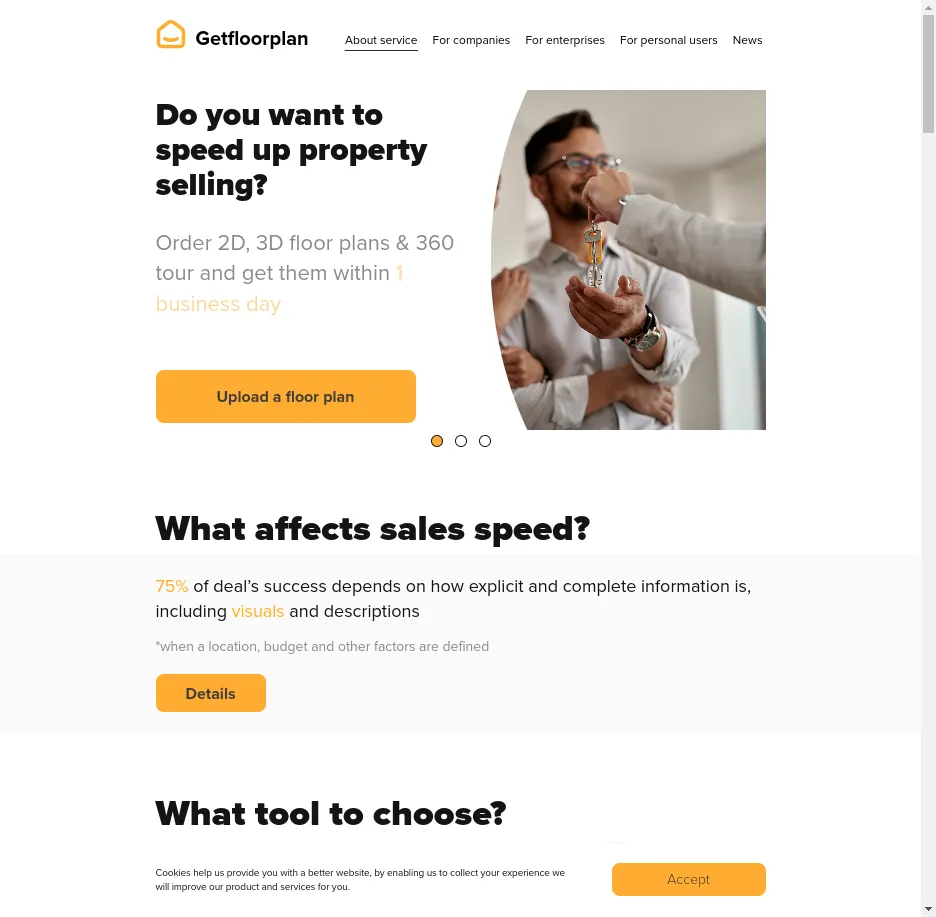 Getfloorplan
About service For companies For enterprises For personal users News
Do you want to
speed up property
selling?
Order 2D, 3D floor plans & 360
tour and get them within 1
business day
Upload a floor plan
What affects sales speed?
75% of deal's success depends on how explicit and complete information is,
including visuals and descriptions
*when a location, budget and other factors are defined
Details
What tool to choose?
Cookies help us provide you with a better website, by enabling us to collect your experience we
will improve our product and services for you.
Accept